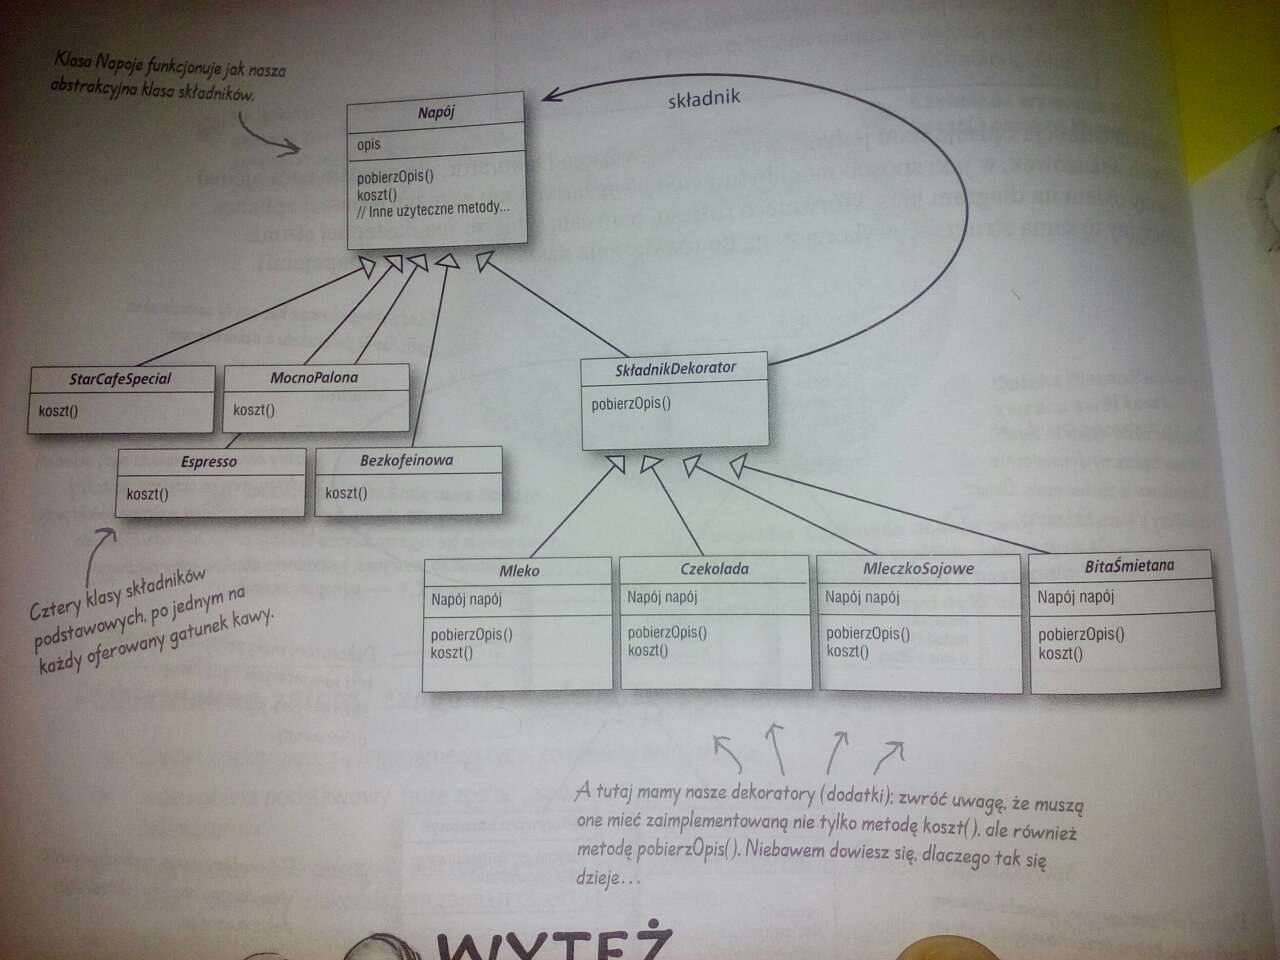 Klasa Napoje funkcjonuje jak nasza
abstrakcyjna klasa składników.
Napój
opis
pobierzOpis()
koszt()
// Inne użyteczne metody...
składnik
StarCafeSpecial
koszt()
MocnoPalona
koszt()
SkładnikDekorator
pobierzOpis()
Espresso
koszt()
Bezkofeinowa
koszt()
Cztery klasy składników
podstawowych, po jednym na
każdy oferowany gatunek kawy.
Mleko
Napój napój
pobierzOpis()
koszt()
Czekolada
Napój napój
pobierzOpis()
koszt()
MleczkoSojowe
Napój napój
pobierzOpis()
koszt()
BitaŚmietana
Napój napój
pobierzOpis()
koszt()
A tutaj mamy nasze dekoratory (dodatki); zwróć uwagę, że muszą
one mieć zaimplementowaną nie tylko metodę koszt(), ale również
metodę pobierzOpis(). Niebawem dowiesz się, dlaczego tak się
dzieje...
WYTĘŻ